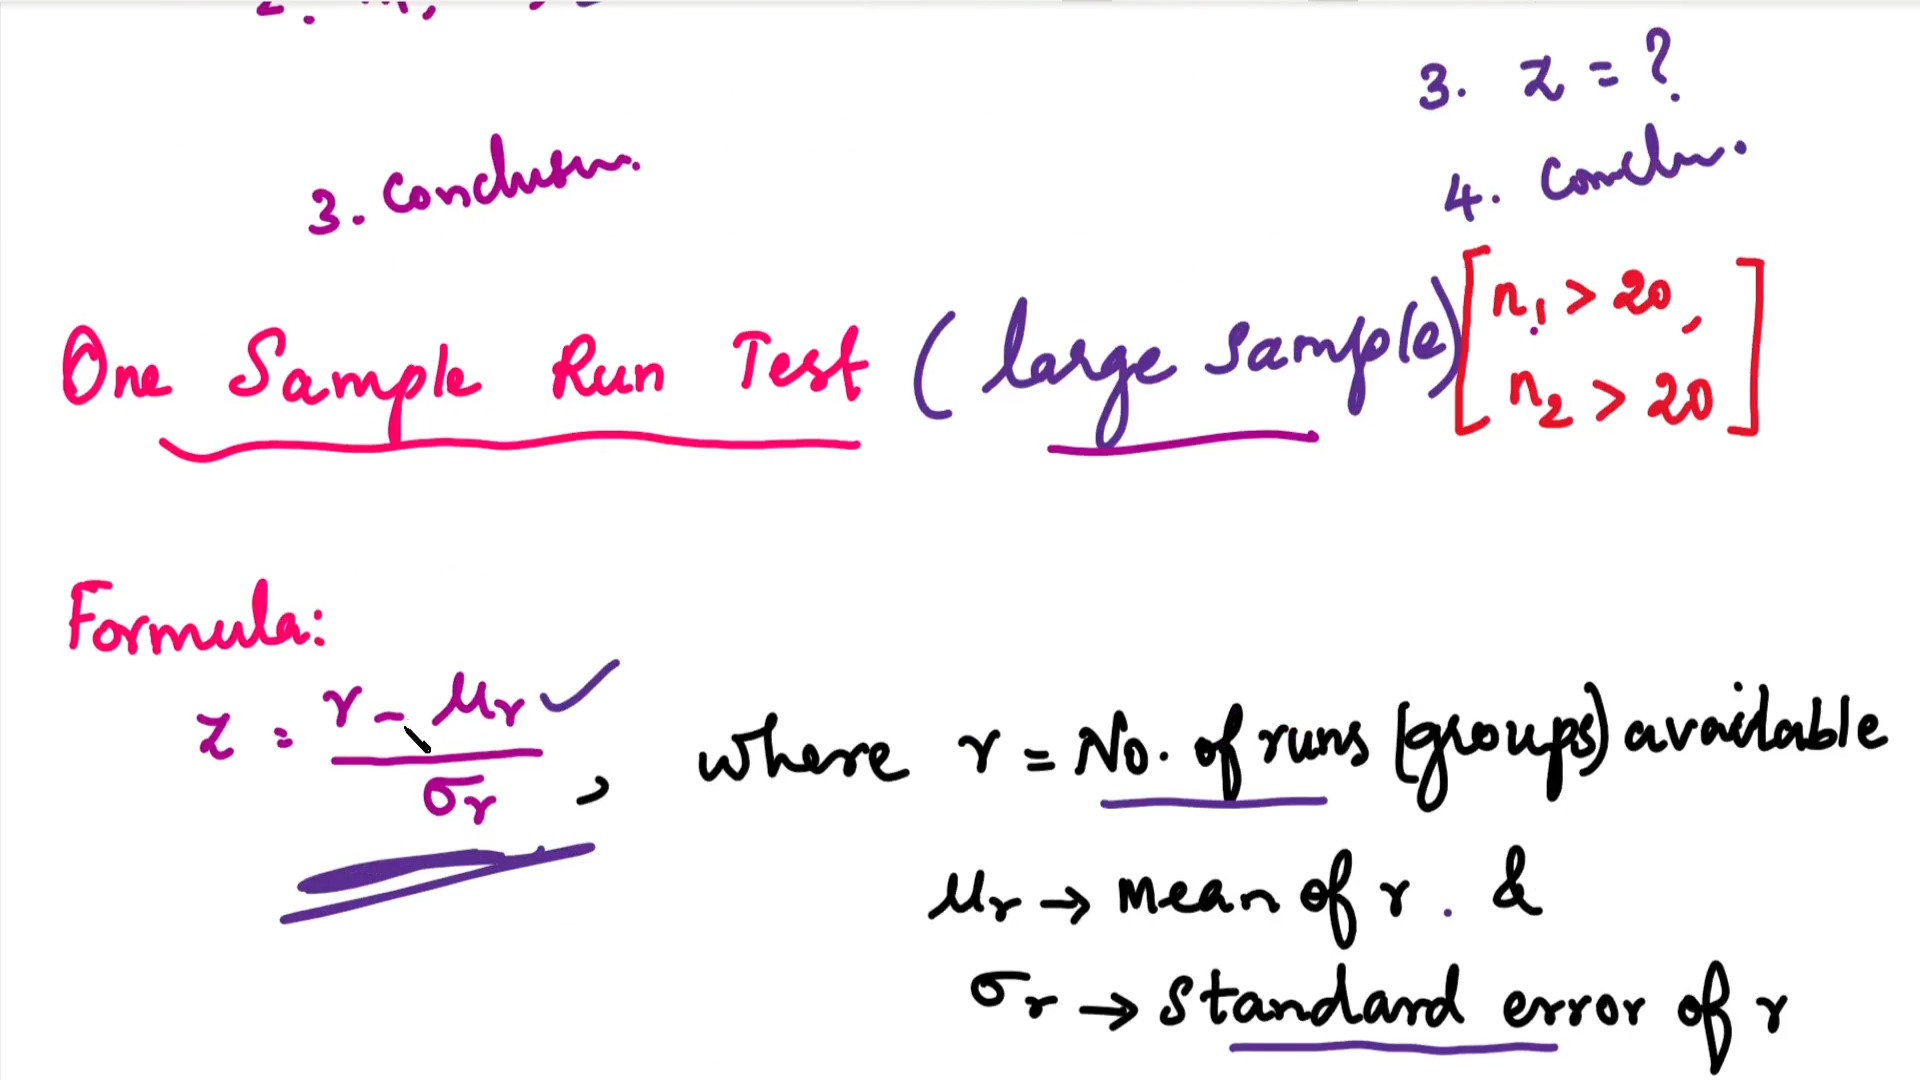 3. z = ?
3. Conclusion.
4. Conclu.
One Sample Run Test (large sample) [n₁ > 20,
n₂ > 20]
Formula:
z = (r - μᵣ) / σᵣ , where r = No. of runs (groups) available
μᵣ → Mean of r. &
σᵣ → Standard error of r